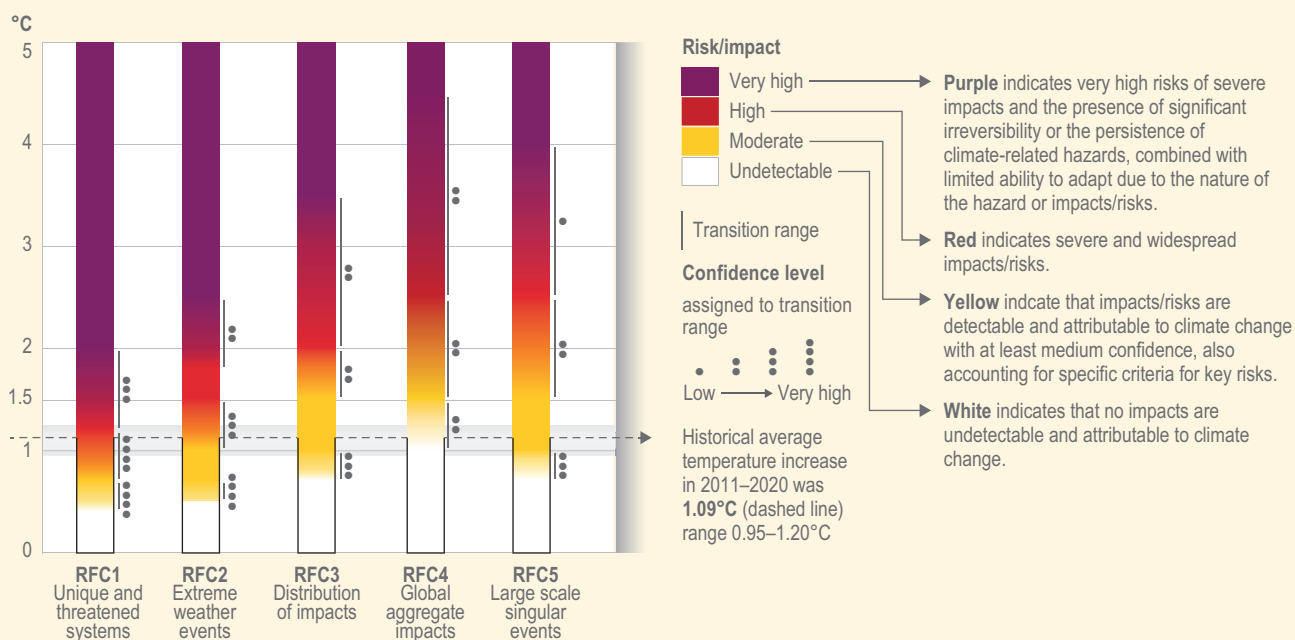 °C
5
4
3
2
1.5
1
0
RFC1
Unique and
threatened
systems
RFC2
Extreme
weather
events
RFC3
Distribution
of impacts
RFC4
Global
aggregate
impacts
RFC5
Large scale
singular
events
Risk/impact
Very high
High
Moderate
Undetectable
Transition range
Confidence level
assigned to transition
range
Low
Very high
Historical average
temperature increase
in 2011–2020 was
1.09°C (dashed line)
range 0.95–1.20°C
Purple indicates very high risks of severe
impacts and the presence of significant
irreversibility or the persistence of
climate-related hazards, combined with
limited ability to adapt due to the nature of
the hazard or impacts/risks.
Red indicates severe and widespread
impacts/risks.
Yellow indcate that impacts/risks are
detectable and attributable to climate change
with at least medium confidence, also
accounting for specific criteria for key risks.
White indicates that no impacts are
undetectable and attributable to climate
change.